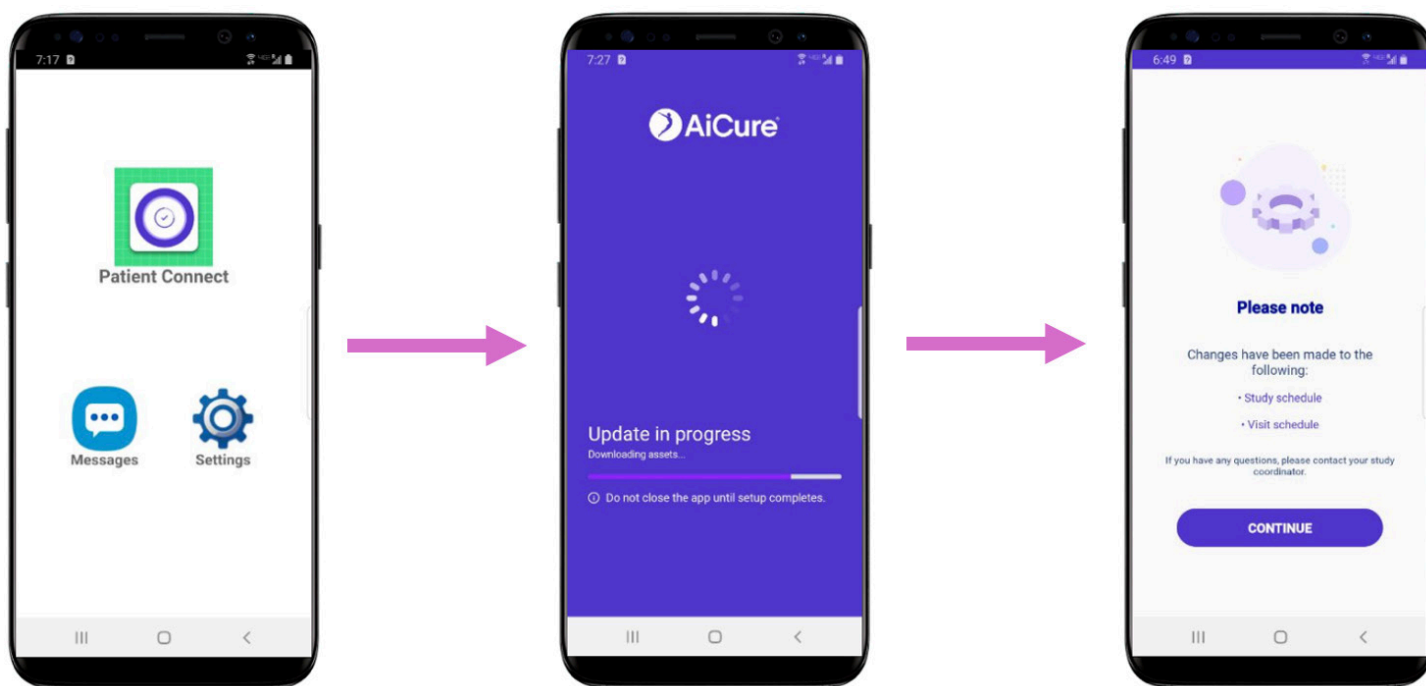 7:17
Patient Connect
Messages
Settings
7:27
AiCure
Update in progress
Downloading assets...
Do not close the app until setup completes.
6:49
Please note
Changes have been made to the
following:
• Study schedule
• Visit schedule
If you have any questions, please contact your study
coordinator.
CONTINUE